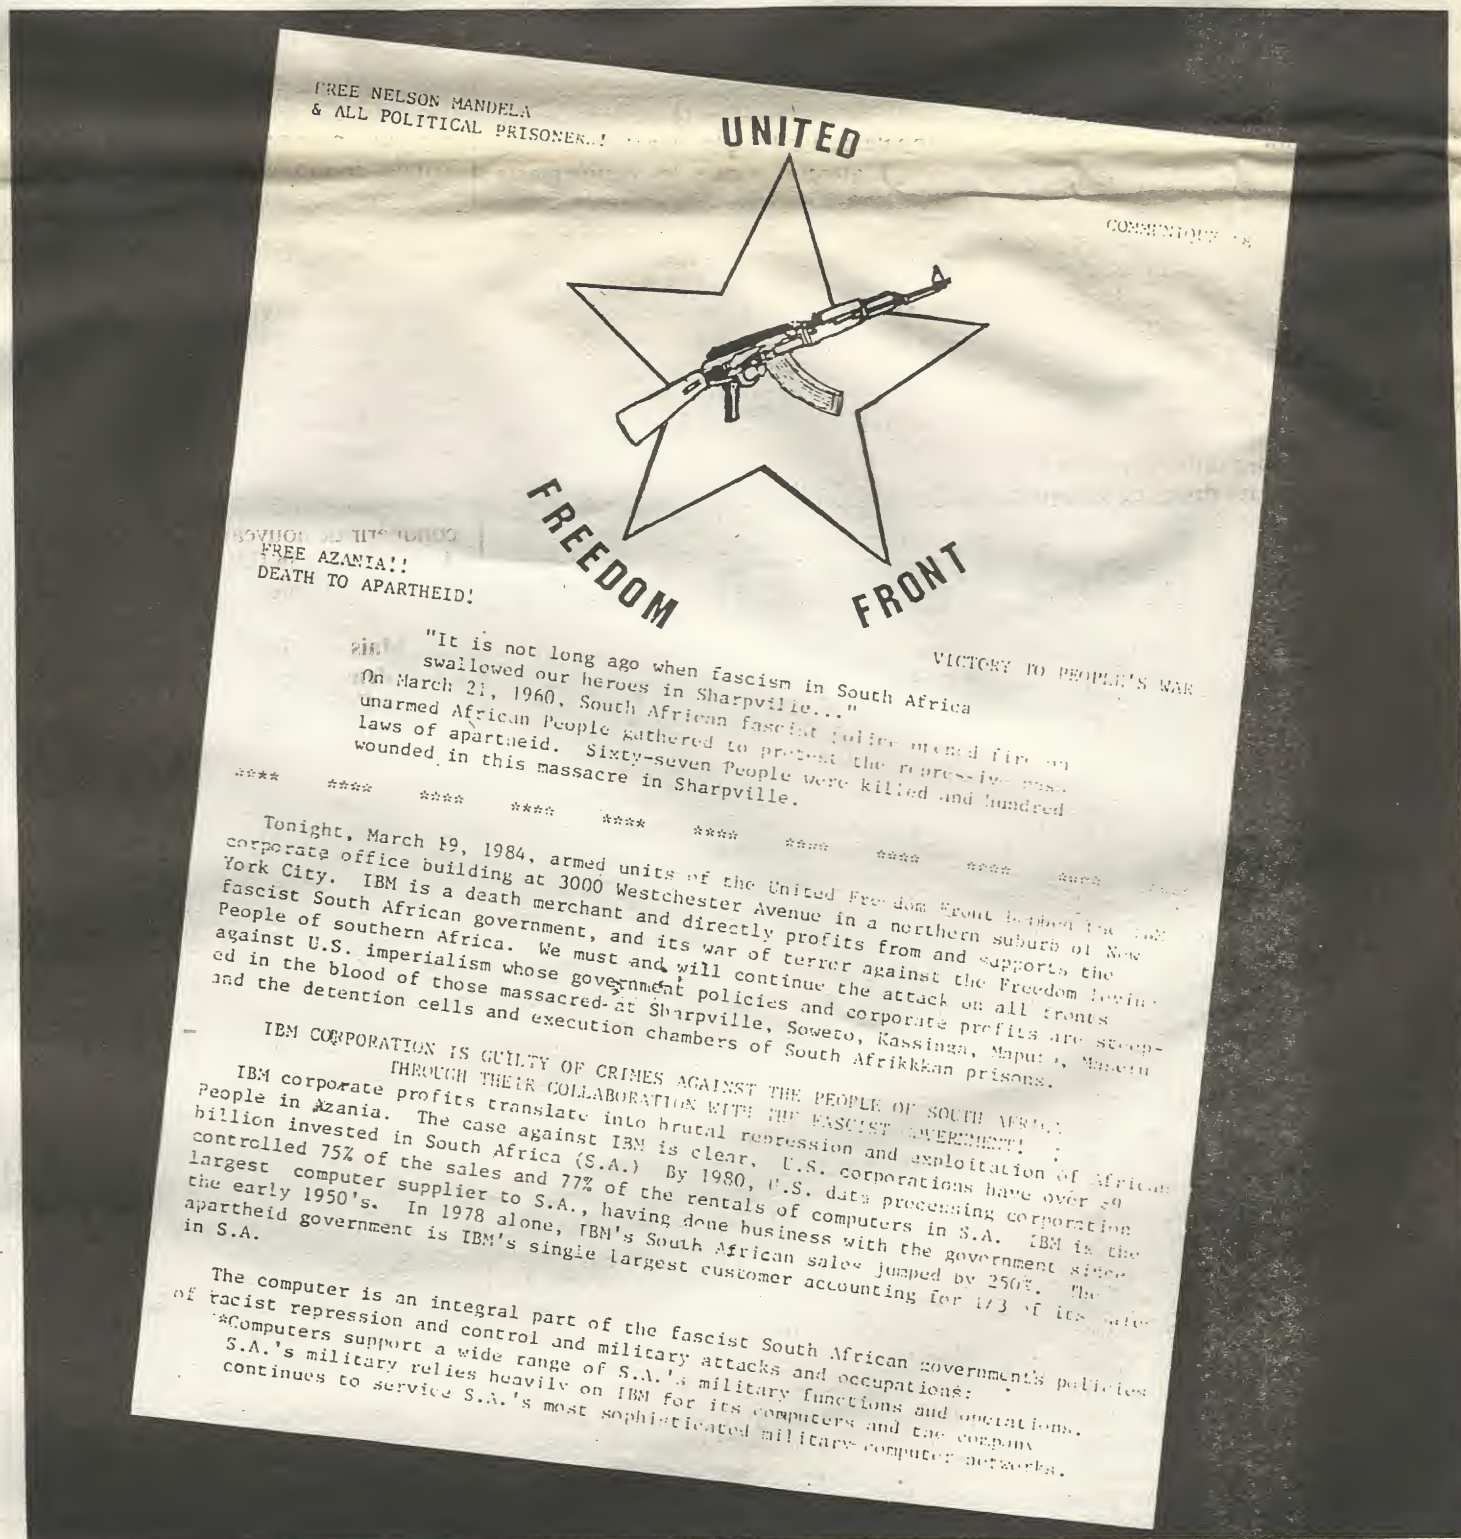 FREE NELSON MANDELA
& ALL POLITICAL PRISONER..!
UNITED
COMMUNIQUE
FREEDOM
FRONT
FREE AZANIA!!
DEATH TO APARTHEID!
VICTORY TO PEOPLE'S WAR
"It is not long ago when fascism in South Africa
swallowed our heroes in Sharpville..."
On March 21, 1960, South African fascist police opened fire on
unarmed African People gathered to protest the repressive pass
laws of apartheid. Sixty-seven People were killed and hundred
wounded in this massacre in Sharpville.
**** **** **** **** **** **** **** **** **** ****
Tonight, March 19, 1984, armed units of the United Freedom Front bombed the IBM
corporate office building at 3000 Westchester Avenue in a northern suburb of New
York City. IBM is a death merchant and directly profits from and supports the
fascist South African government, and its war of terror against the Freedom loving
People of southern Africa. We must and will continue the attack on all fronts
against U.S. imperialism whose government policies and corporate profits are steep-
ed in the blood of those massacred at Sharpville, Soweto, Kassinga, Maputo, Maseru
and the detention cells and execution chambers of South Afrikkkan prisons.
IBM CORPORATION IS GUILTY OF CRIMES AGAINST THE PEOPLE OF SOUTH AFRICA
THROUGH THEIR COLLABORATION WITH THE FASCIST GOVERNMENT!
IBM corporate profits translate into brutal repression and exploitation of African
People in Azania. The case against IBM is clear. U.S. corporations have over $9
billion invested in South Africa (S.A.) By 1980, U.S. data processing corporation
controlled 75% of the sales and 77% of the rentals of computers in S.A. IBM is the
largest computer supplier to S.A., having done business with the government since
the early 1950's. In 1978 alone, IBM's South African sales jumped by 250%. The
apartheid government is IBM's single largest customer accounting for 1/3 of its sales
in S.A.
The computer is an integral part of the fascist South African government's policies
of racist repression and control and military attacks and occupations:
*Computers support a wide range of S.A.'s military functions and operations.
S.A.'s military relies heavily on IBM for its computers and the company
continues to service S.A.'s most sophisticated military computer networks.